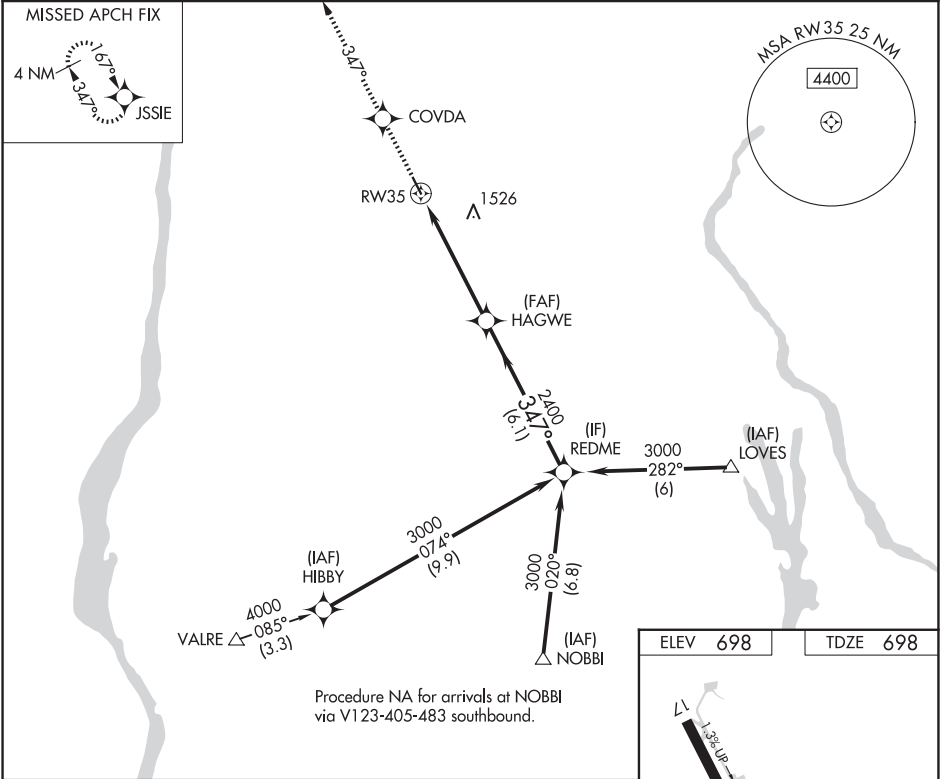 MISSED APCH FIX
4 NM
167°
347°
JSSIE
347°
COVDA
RW35
1526
MSA RW35 25 NM
4400
(FAF)
HAGWE
2400
347°
(6.1)
(IF)
REDME
3000
282°
(6)
(IAF)
LOVES
3000
074°
(9.9)
(IAF)
HIBBY
4000
085°
(3.3)
VALRE
3000
020°
(6.8)
(IAF)
NOBBI
Procedure NA for arrivals at NOBBI
via V123-405-483 southbound.
ELEV 698
TDZE 698
17
1.3% UP